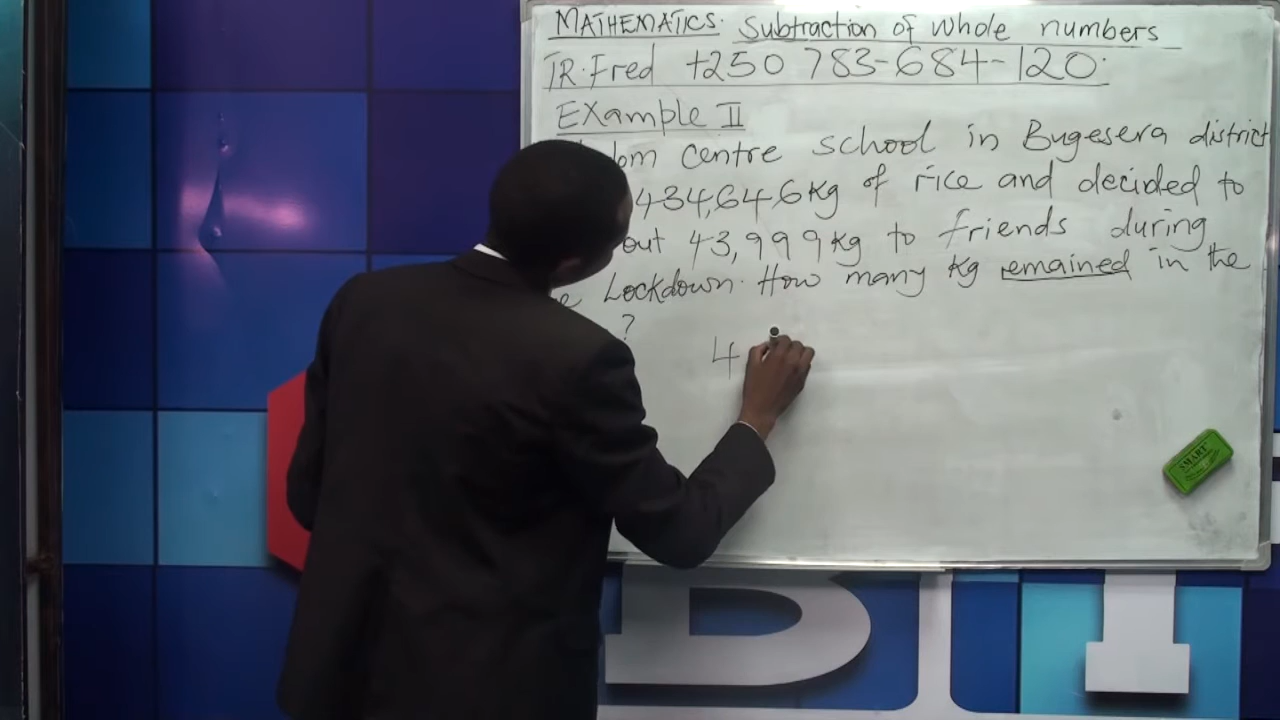 MATHEMATICS: Subtraction of whole numbers
TR. Fred +250 783-684-120.
Example II
centre school in Bugesera district
434,646kg of rice and decided to
out 43,999kg to friends during
Lockdown. How many kg remained in the
?
4
SMART